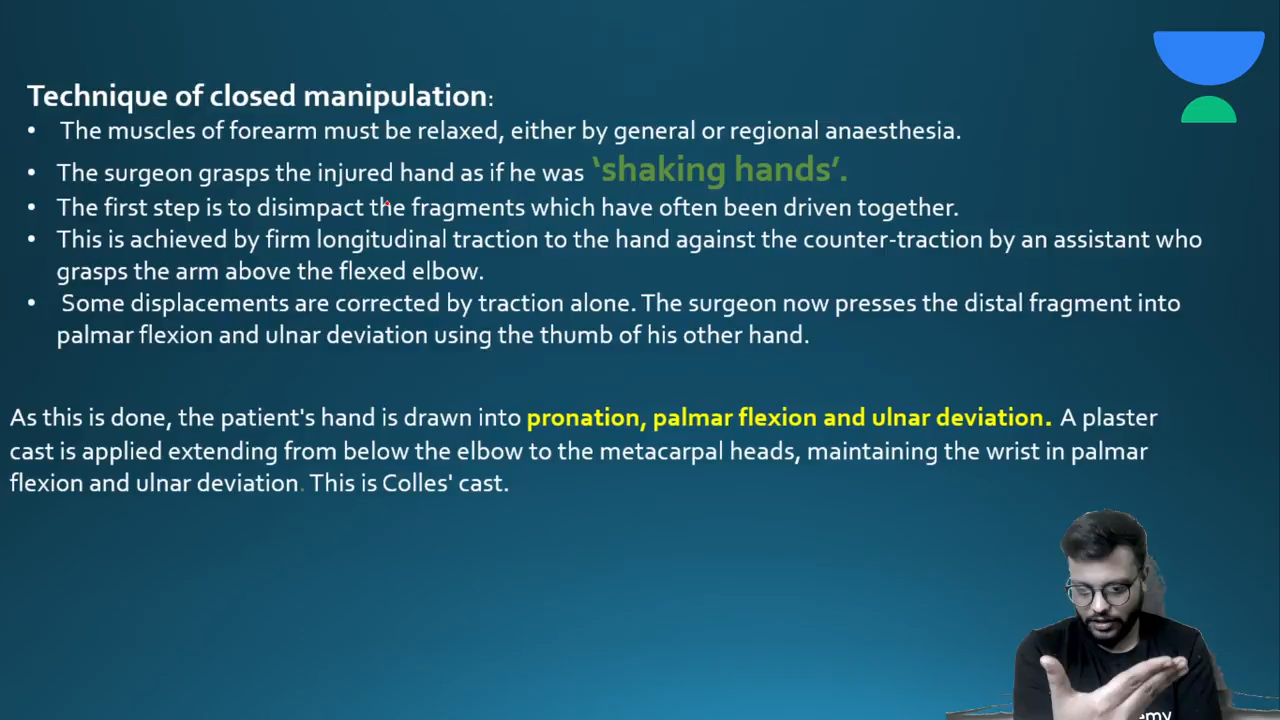 Technique of closed manipulation:
• The muscles of forearm must be relaxed, either by general or regional anaesthesia.
• The surgeon grasps the injured hand as if he was ‘shaking hands’.
• The first step is to disimpact the fragments which have often been driven together.
• This is achieved by firm longitudinal traction to the hand against the counter-traction by an assistant who
grasps the arm above the flexed elbow.
• Some displacements are corrected by traction alone. The surgeon now presses the distal fragment into
palmar flexion and ulnar deviation using the thumb of his other hand.
As this is done, the patient's hand is drawn into pronation, palmar flexion and ulnar deviation. A plaster
cast is applied extending from below the elbow to the metacarpal heads, maintaining the wrist in palmar
flexion and ulnar deviation. This is Colles' cast.